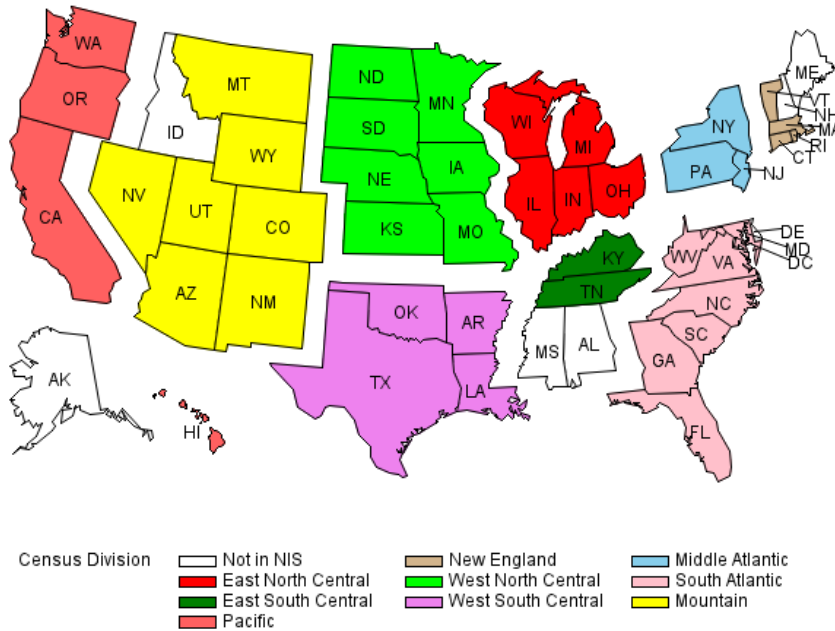 WA
OR
CA
MT
ID
WY
NV
UT
CO
AZ
NM
AK
HI
ND
MN
SD
IA
NE
KS
MO
OK
AR
TX
LA
WI
MI
IL
IN
OH
KY
TN
MS
AL
ME
VT
NH
MA
RI
CT
NY
PA
NJ
DE
MD
DC
WV
VA
NC
SC
GA
FL
Census Division
Not in NIS
New England
Middle Atlantic
East North Central
West North Central
South Atlantic
East South Central
West South Central
Mountain
Pacific